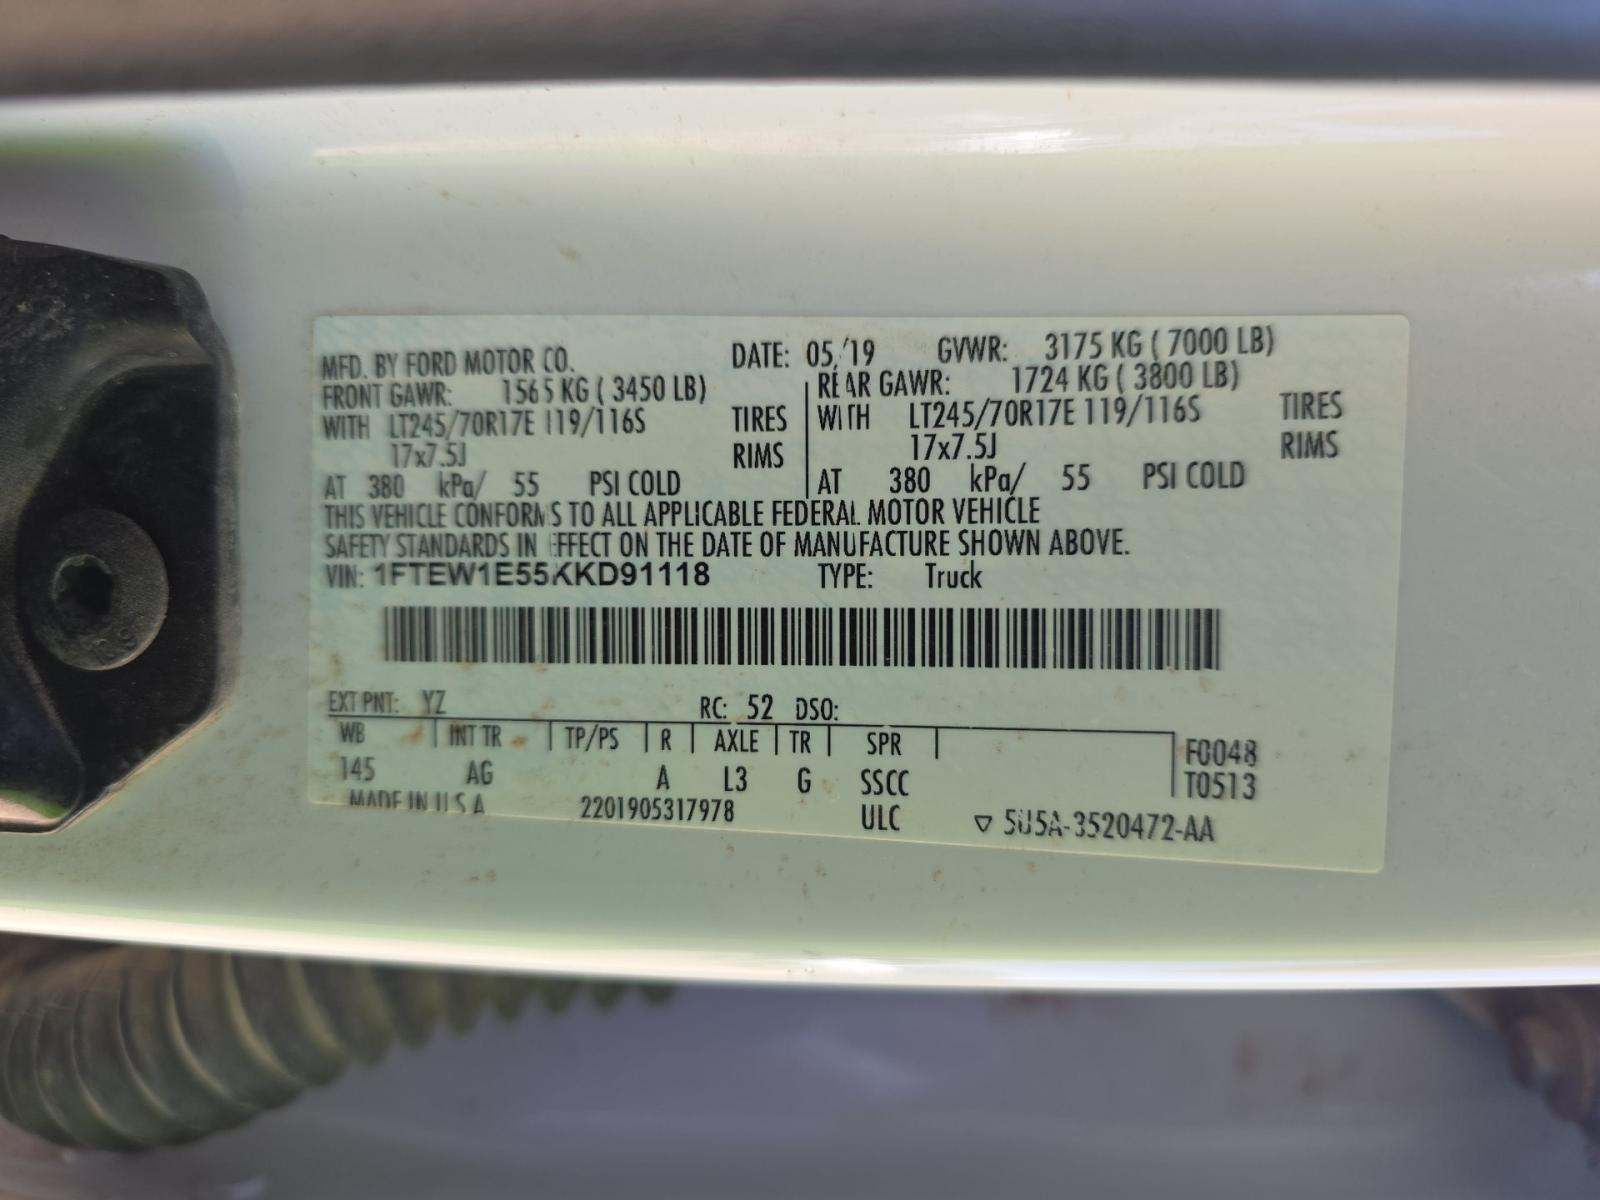 MFD. BY FORD MOTOR CO. DATE: 05/19 GVWR: 3175 KG ( 7000 LB)
FRONT GAWR: 1565 KG ( 3450 LB) REAR GAWR: 1724 KG ( 3800 LB)
WITH LT245/70R17E 119/116S TIRES WITH LT245/70R17E 119/116S TIRES
17x7.5J RIMS 17x7.5J RIMS
AT 380 kPa/ 55 PSI COLD AT 380 kPa/ 55 PSI COLD
THIS VEHICLE CONFORMS TO ALL APPLICABLE FEDERAL MOTOR VEHICLE
SAFETY STANDARDS IN EFFECT ON THE DATE OF MANUFACTURE SHOWN ABOVE.
VIN: 1FTEW1E55KKD91118 TYPE: Truck
EXT PNT: YZ RC: 52 DSO:
WB INT TR TP/PS R AXLE TR SPR F0048
145 AG A L3 G SSCC T0513
MADE IN U.S.A. 2201905317978 ULC ▽ 5U5A-3520472-AA